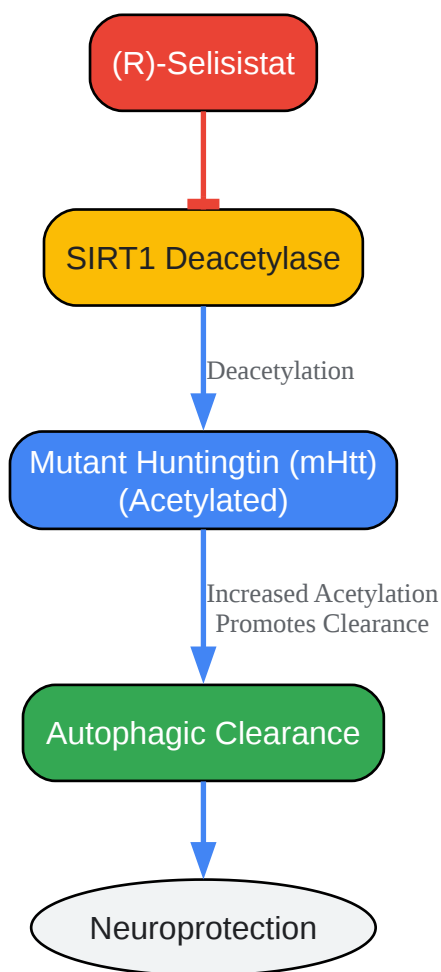 (R)-Selisistat
SIRT1 Deacetylase
Deacetylation
Mutant Huntingtin (mHtt)
(Acetylated)
Increased Acetylation
Promotes Clearance
Autophagic Clearance
Neuroprotection